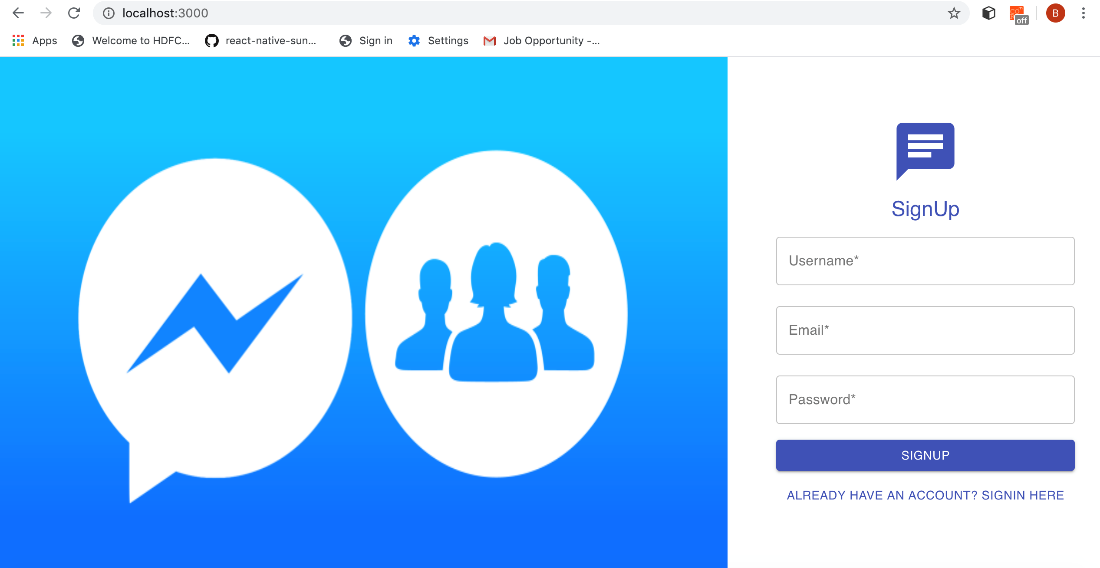 localhost:3000
B
off
Apps
Welcome to HDFC...
react-native-sun...
Sign in
Settings
Job Opportunity -...
SignUp
Username*
Email*
Password*
SIGNUP
ALREADY HAVE AN ACCOUNT? SIGNIN HERE